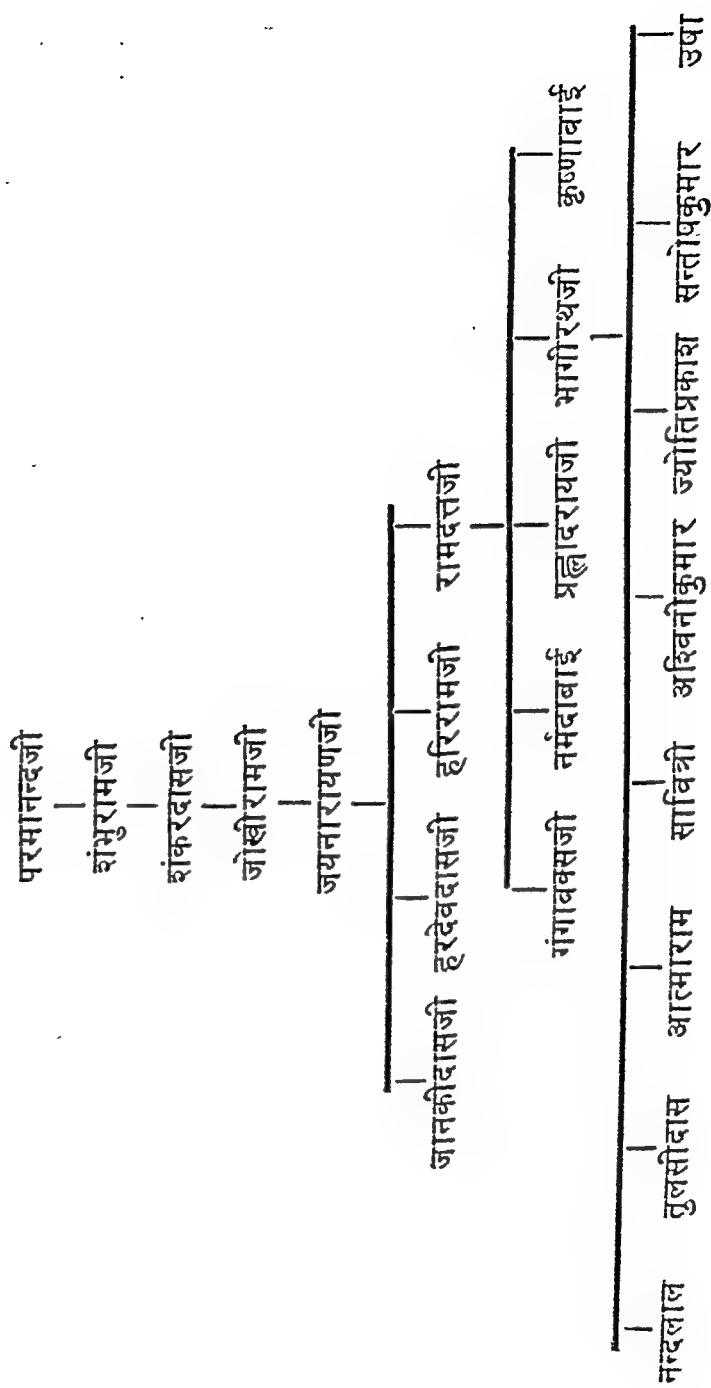 परमानन्दजी
शंभुरामजी
शंकरदासजी
जोखीरामजी
जयनारायणजी
जानकीदासजी हरदेवदासजी हरिरामजी रामदत्तजी
गंगाबक्सजी नर्मदाबाई प्रह्लादरायजी भागीरथजी कृष्णाबाई
नन्दलाल तुलसीदास आत्माराम सावित्री अश्विनीकुमार ज्योतिप्रकाश सन्तोषकुमार उषा